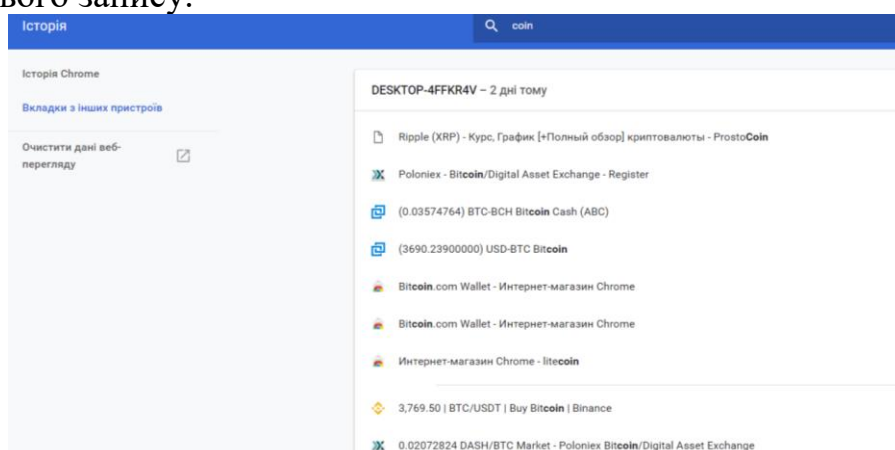 вого запису.
Історія
coin
Історія Chrome
Вкладки з інших пристроїв
Очистити дані веб-
перегляду
DESKTOP-4FFKR4V – 2 дні тому
Ripple (XRP) - Курс, График [+Полный обзор] криптовалюты - ProstoCoin
Poloniex - Bitcoin/Digital Asset Exchange - Register
(0.03574764) BTC-BCH Bitcoin Cash (ABC)
(3690.23900000) USD-BTC Bitcoin
Bitcoin.com Wallet - Интернет-магазин Chrome
Bitcoin.com Wallet - Интернет-магазин Chrome
Интернет-магазин Chrome - litecoin
3,769.50 | BTC/USDT | Buy Bitcoin | Binance
0.02072824 DASH/BTC Market - Poloniex Bitcoin/Digital Asset Exchange